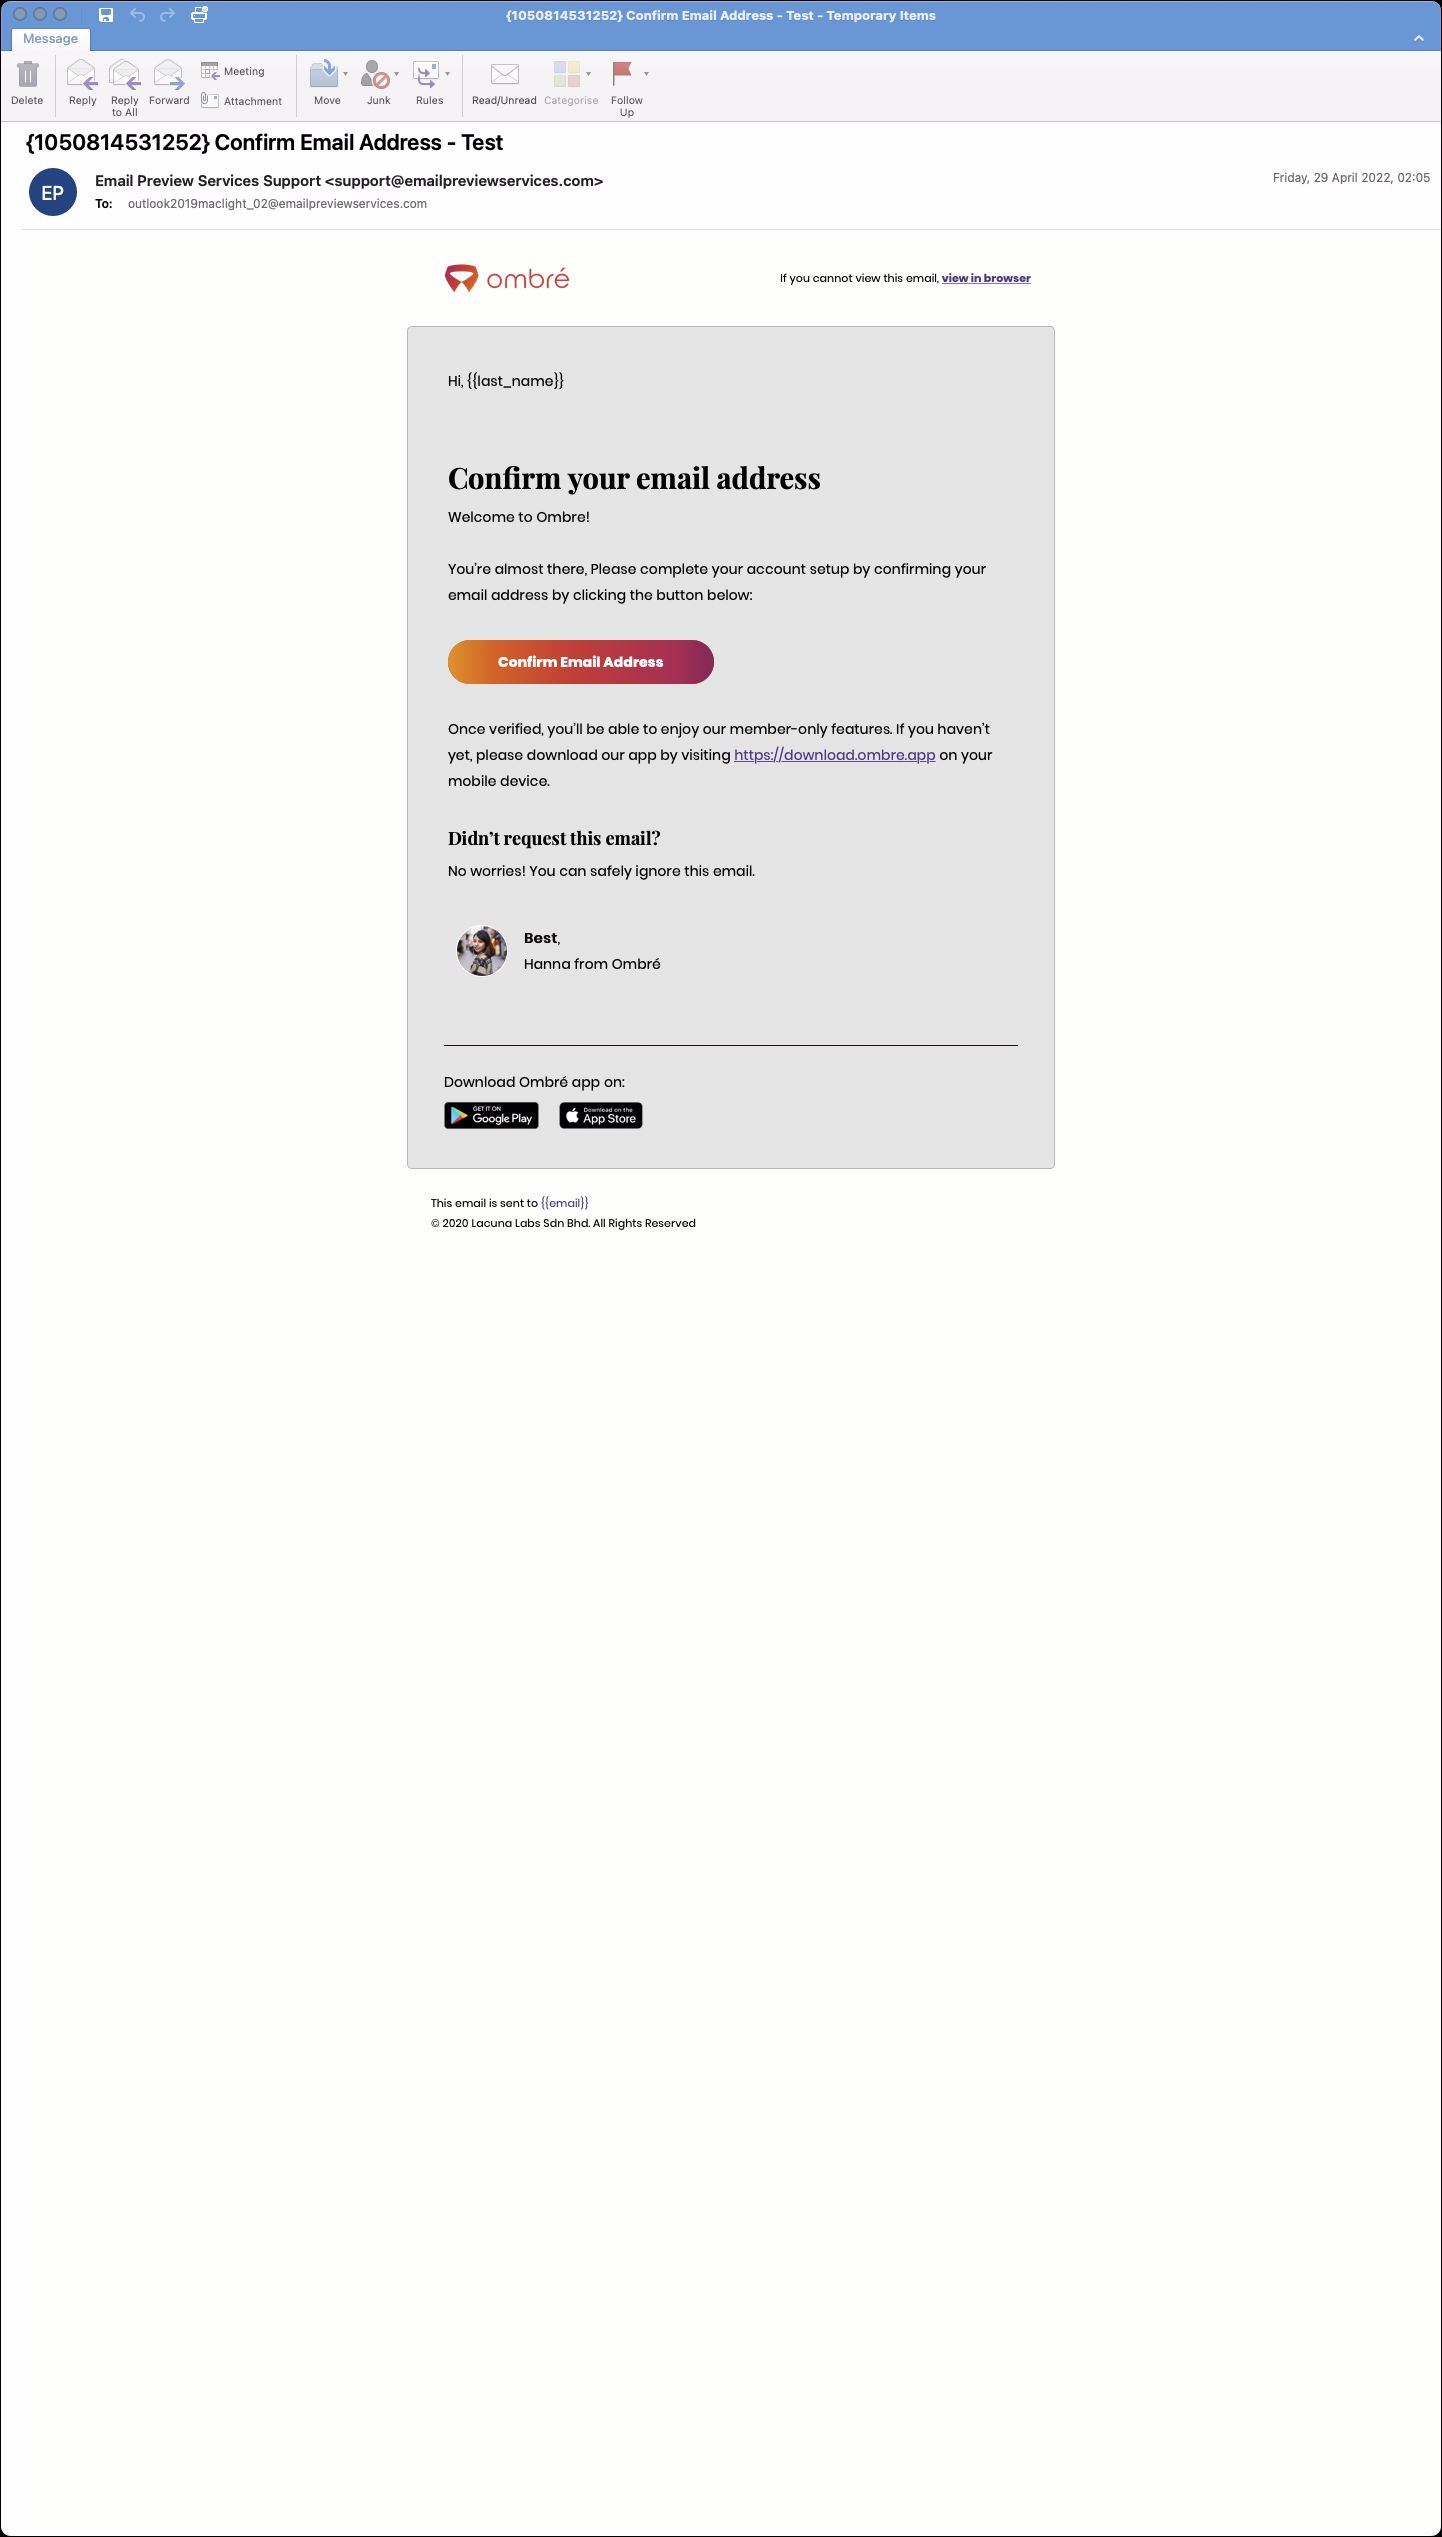 {1050814531252} Confirm Email Address - Test - Temporary Items
Message
Delete
Reply
Reply to All
Forward
Meeting
Attachment
Move
Junk
Rules
Read/Unread
Categorise
Follow Up
{1050814531252} Confirm Email Address - Test
EP
Email Preview Services Support <support@emailpreviewservices.com>
Friday, 29 April 2022, 02:05
To: outlook2019maclight_02@emailpreviewservices.com
ombré
If you cannot view this email, view in browser
Hi, {{last_name}}
Confirm your email address
Welcome to Ombre!
You're almost there, Please complete your account setup by confirming your
email address by clicking the button below:
Confirm Email Address
Once verified, you'll be able to enjoy our member-only features. If you haven't
yet, please download our app by visiting https://download.ombre.app on your
mobile device.
Didn't request this email?
No worries! You can safely ignore this email.
Best,
Hanna from Ombré
Download Ombré app on:
GET IT ON
Google Play
Download on the
App Store
This email is sent to {{email}}
© 2020 Lacuna Labs Sdn Bhd. All Rights Reserved